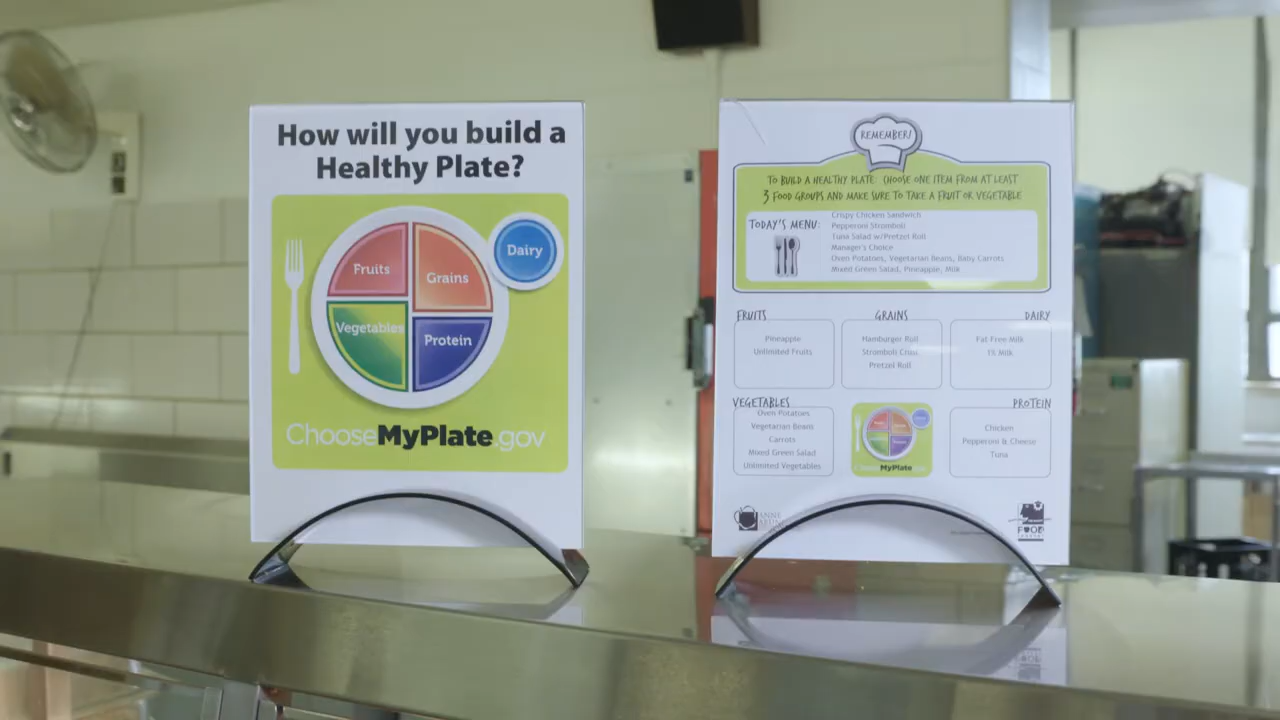 How will you build a
Healthy Plate?
Fruits
Grains
Dairy
Vegetables
Protein
ChooseMyPlate.gov
REMEMBER!
TO BUILD A HEALTHY PLATE: CHOOSE ONE ITEM FROM AT LEAST
3 FOOD GROUPS AND MAKE SURE TO TAKE A FRUIT OR VEGETABLE
TODAY'S MENU:
Crispy Chicken Sandwich
Pepperoni Stromboli
Tuna Salad w/Pretzel Roll
Manager's Choice
Oven Potatoes, Vegetarian Beans, Baby Carrots
Mixed Green Salad, Pineapple, Milk
FRUITS
Pineapple
Unlimited Fruits
GRAINS
Hamburger Roll
Stromboli Crust
Pretzel Roll
DAIRY
Fat Free Milk
1% Milk
VEGETABLES
Oven Potatoes
Vegetarian Beans
Carrots
Mixed Green Salad
Unlimited Vegetables
ChooseMyPlate.gov
PROTEIN
Chicken
Pepperoni & Cheese
Tuna
ANNE
FOOD